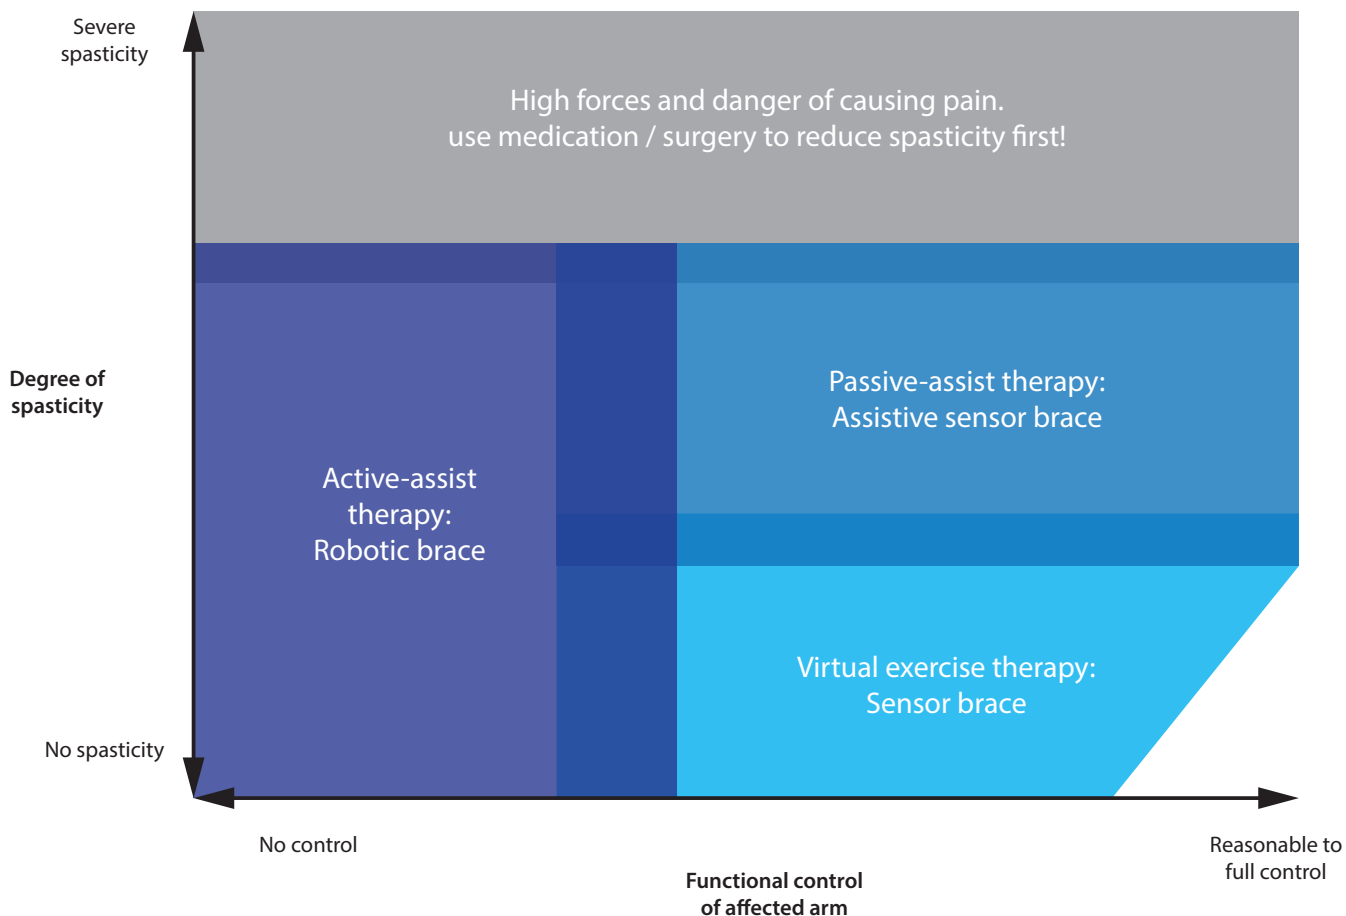 Severe
spasticity
High forces and danger of causing pain.
use medication / surgery to reduce spasticity first!
Degree of
spasticity
Passive-assist therapy:
Assistive sensor brace
Active-assist
therapy:
Robotic brace
Virtual exercise therapy:
Sensor brace
No spasticity
No control
Reasonable to
full control
Functional control
of affected arm